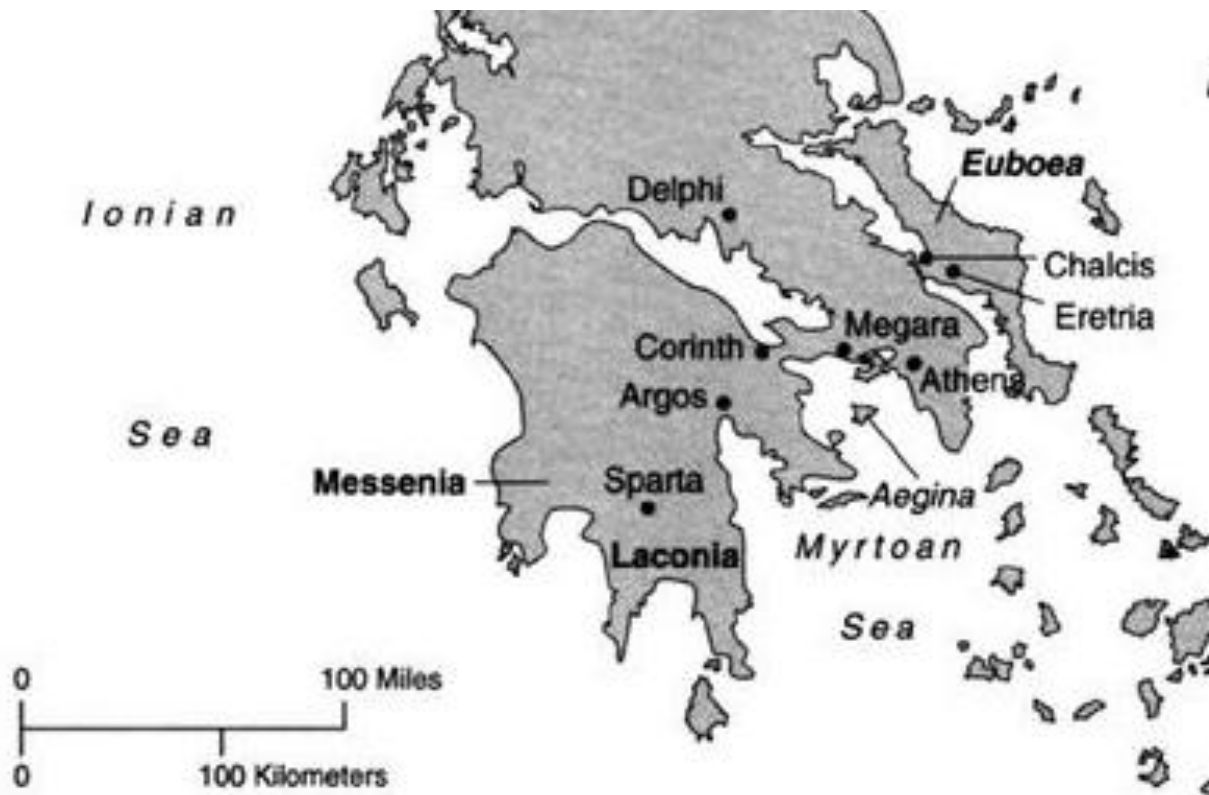 Euboea
Delphi
Ionian
Chalcis
Eretria
Megara
Corinth
Athena
Argos
Sea
Messenia
Sparta
Aegina
Myrtoan
Laconia
Sea
0 100 Miles
0 100 Kilometers